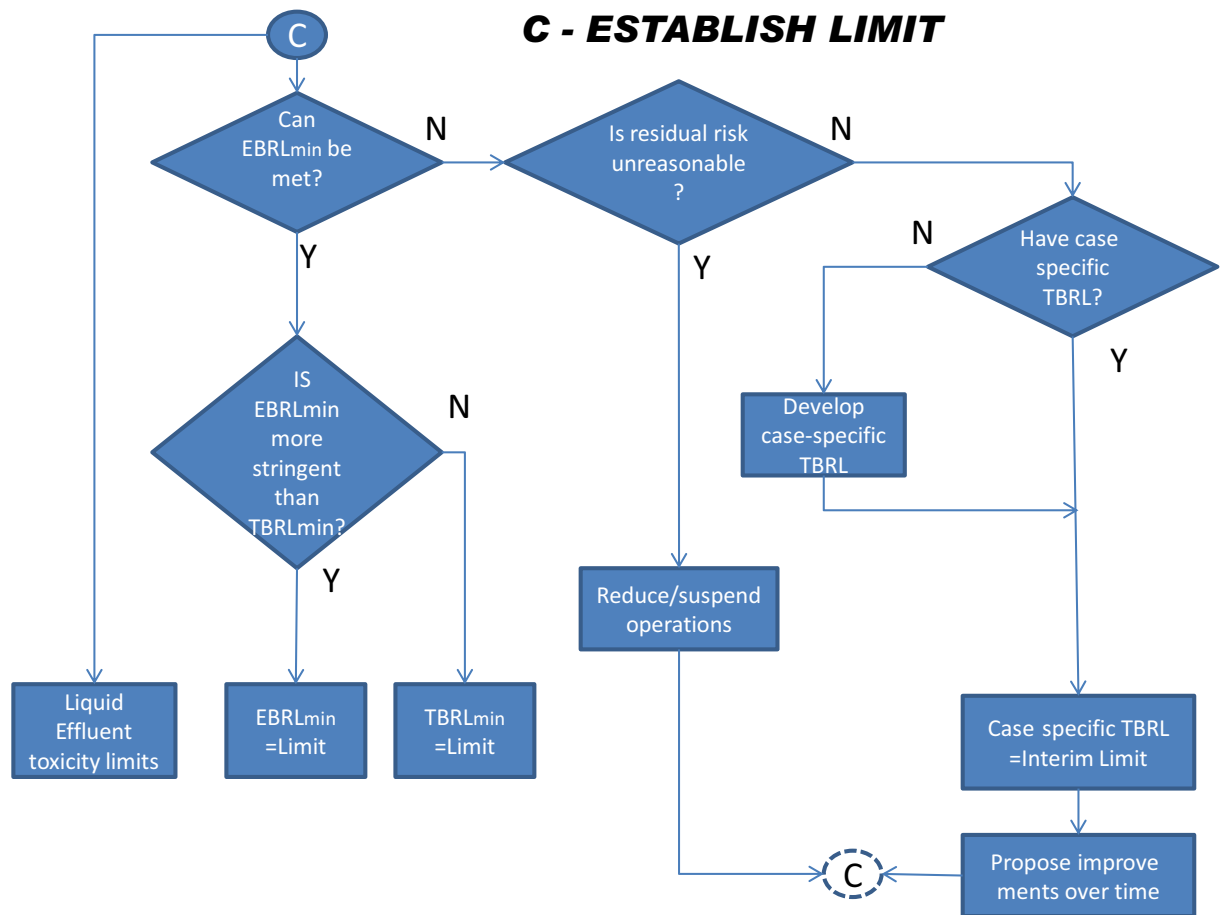 C - ESTABLISH LIMIT
C
Can
EBRLmin be
met?
N
Y
Is residual risk
unreasonable
?
N
Y
Have case
specific
TBRL?
N
Y
IS
EBRLmin
more
stringent
than
TBRLmin?
N
Y
Develop
case-specific
TBRL
Reduce/suspend
operations
Liquid
Effluent
toxicity limits
EBRLmin
=Limit
TBRLmin
=Limit
Case specific TBRL
=Interim Limit
Propose improve
ments over time
C